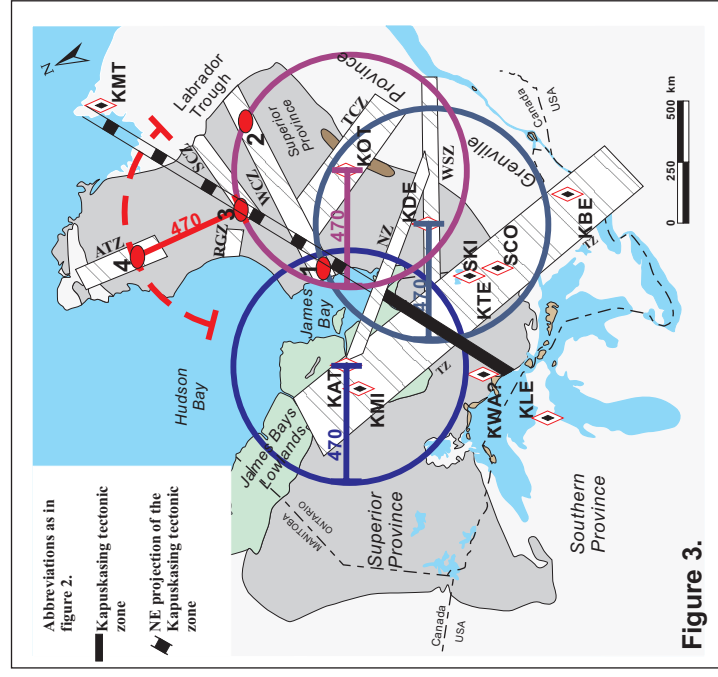 Abbreviations as in
figure 2.
Kapuskasing tectonic
zone
NE projection of the
Kapuskasing tectonic
zone
N
KMT
Labrador
Trough
Hudson
Bay
ATZ
4
470
SCZ
3
RGZ
WCZ
2
Superior
Province
TCZ
Province
KOT
470
1
James
Bay
NZ
KDE
WSZ
Grenville
470
James Bays
Lowlands
KAT
KMI
470
TZ
SKI
KTE
SCO
KBE
TZ
KWA?
KLE
MANITOBA
ONTARIO
Superior
Province
Southern
Province
Canada
USA
Canada
USA
0
250
500 km
Figure 3.